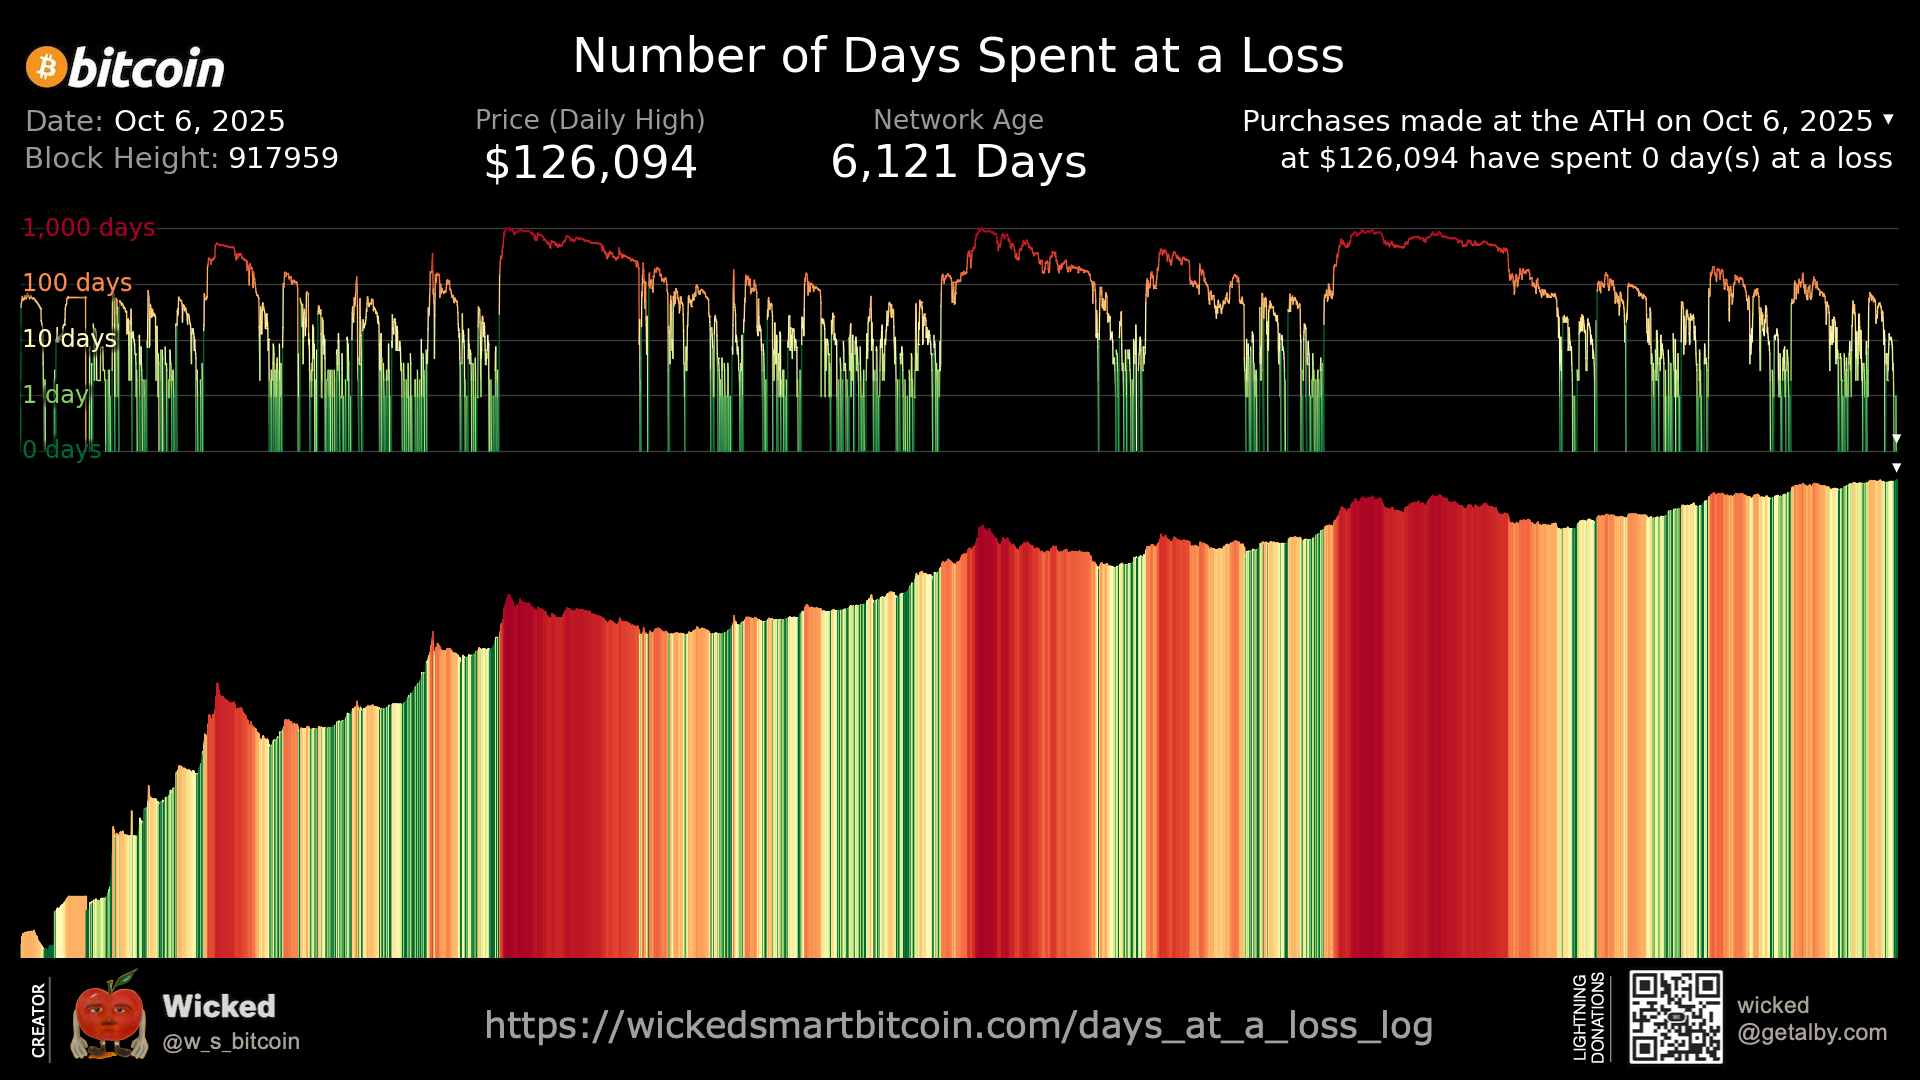 bitcoin
Number of Days Spent at a Loss
Date: Oct 6, 2025
Block Height: 917959
Price (Daily High)
$126,094
Network Age
6,121 Days
Purchases made at the ATH on Oct 6, 2025
at $126,094 have spent 0 day(s) at a loss
1,000 days
100 days
10 days
1 day
0 days
CREATOR
Wicked
@w_s_bitcoin
https://wickedsmartbitcoin.com/days_at_a_loss_log
LIGHTNING
DONATIONS
wicked
@getalby.com